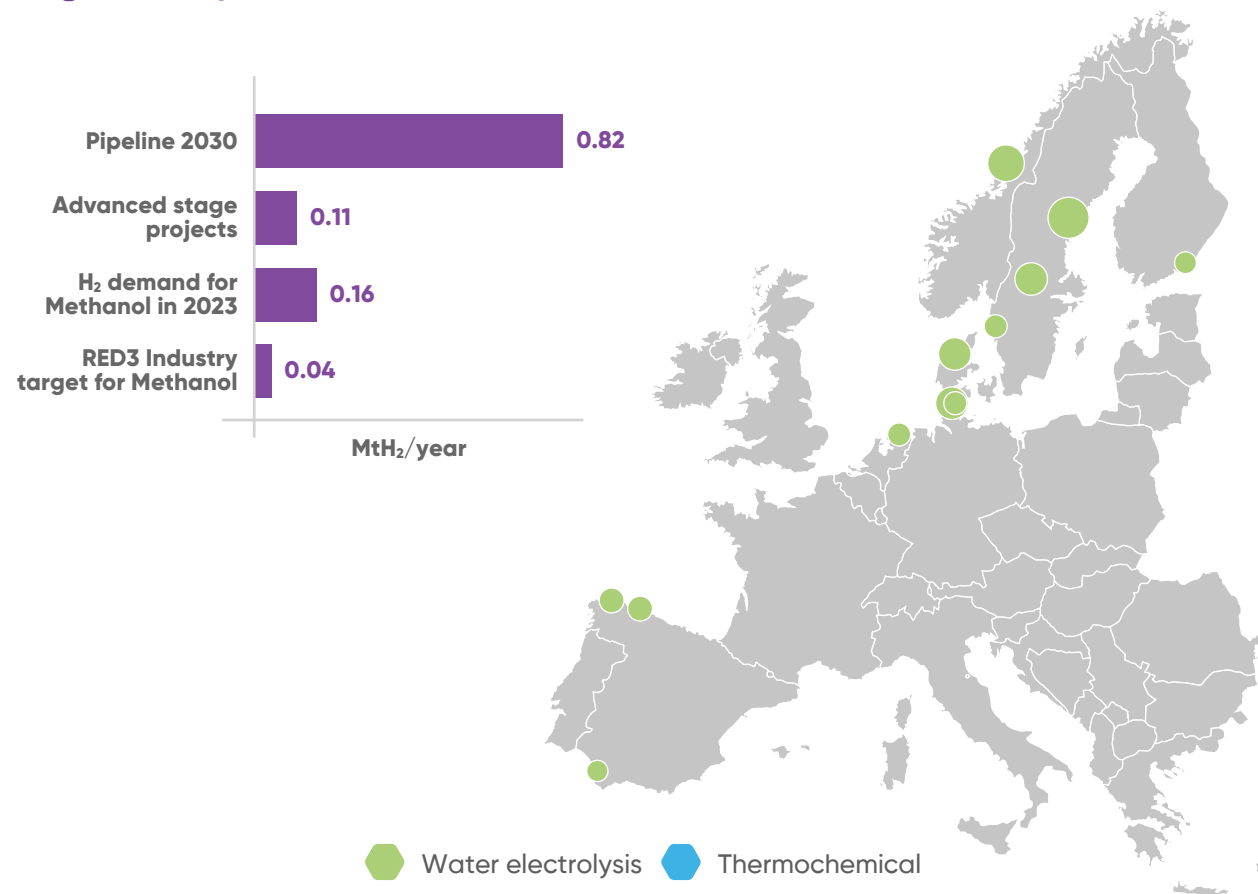 Pipeline 2030
0.82
Advanced stage
projects
0.11
H₂ demand for
Methanol in 2023
0.16
RED3 Industry
target for Methanol
0.04
MtH₂/year
Water electrolysis
Thermochemical